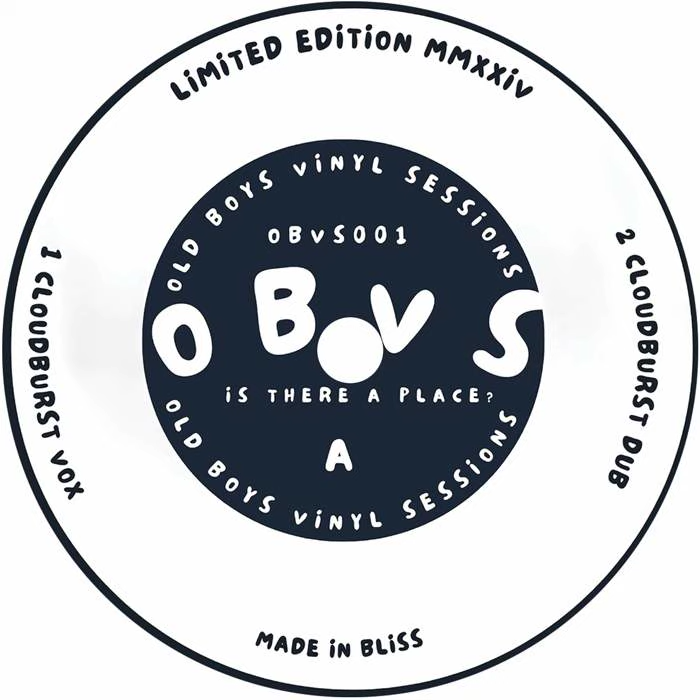 LiMiTED EDiTiON MMXXiV
OLD BOYS ViNYL SESSiONS
OBVS001
O B V S
iS THERE A PLACE?
A
OLD BOYS ViNYL SESSiONS
1 CLOUDBURST VOX
2 CLOUDBURST DUB
MADE iN BLiSS